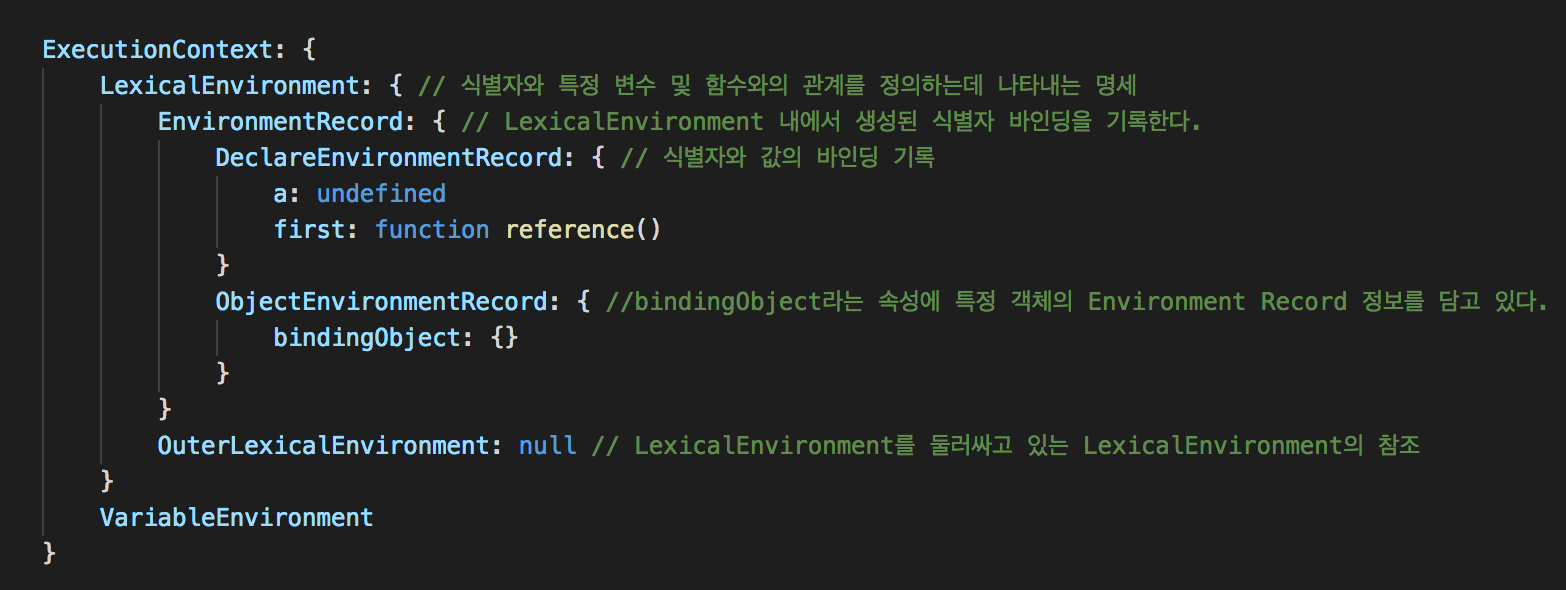 ExecutionContext: {
LexicalEnvironment: { // 식별자와 특정 변수 및 함수와의 관계를 정의하는데 나타내는 명세
EnvironmentRecord: { // LexicalEnvironment 내에서 생성된 식별자 바인딩을 기록한다.
DeclareEnvironmentRecord: { // 식별자와 값의 바인딩 기록
a: undefined
first: function reference()
}
ObjectEnvironmentRecord: { //bindingObject라는 속성에 특정 객체의 Environment Record 정보를 담고 있다.
bindingObject: {}
}
}
OuterLexicalEnvironment: null // LexicalEnvironment를 둘러싸고 있는 LexicalEnvironment의 참조
}
VariableEnvironment
}